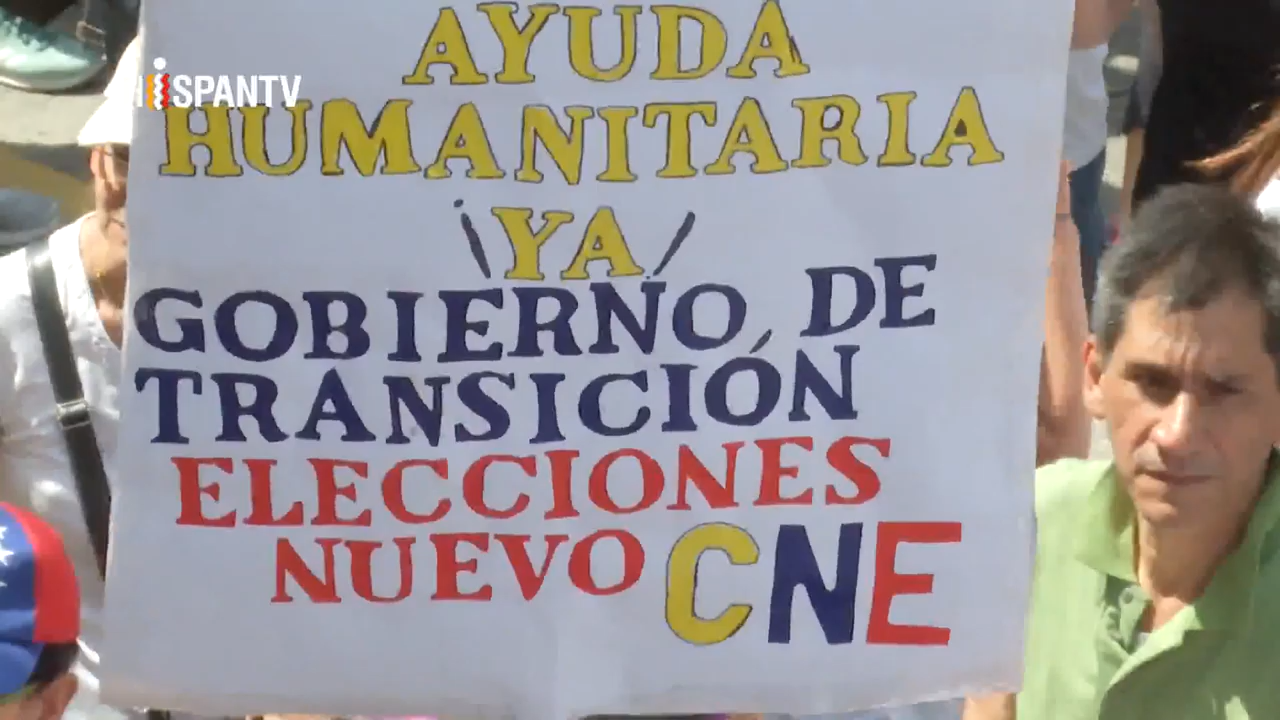 HISPANTV
AYUDA
HUMANITARIA
\YA/
GOBIERNO DE
TRANSICIÓN
ELECCIONES
NUEVO CNE